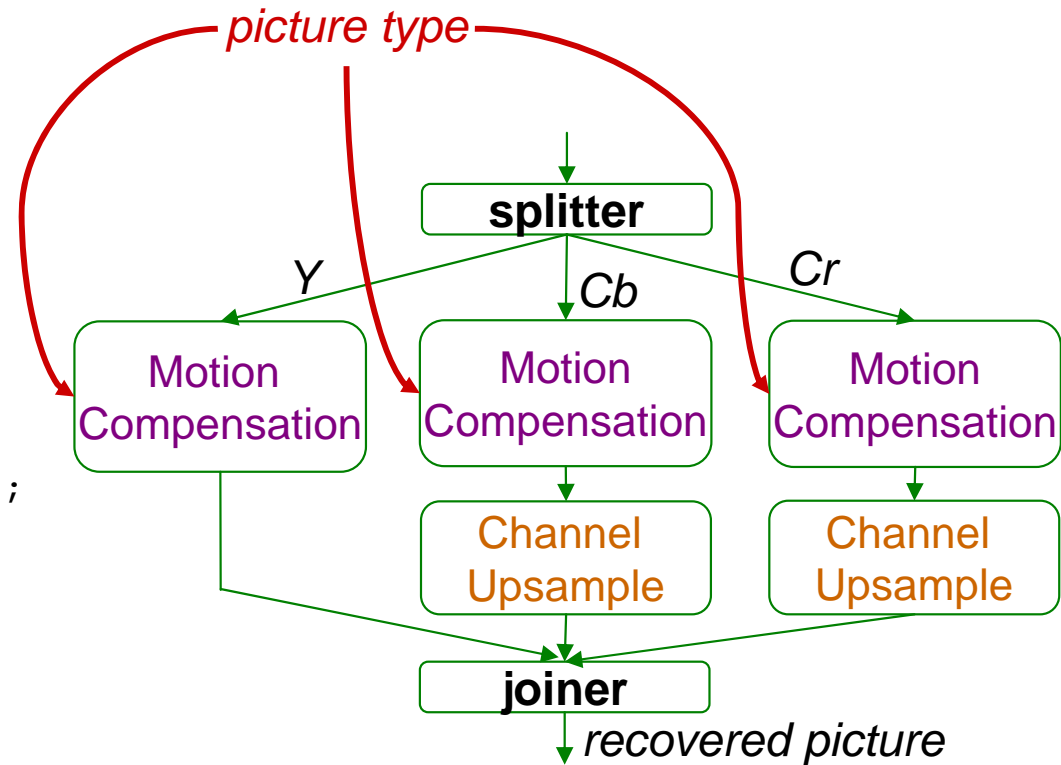 picture type
splitter
Y
Cb
Cr
Motion
Compensation
Motion
Compensation
Motion
Compensation
;
Channel
Upsample
Channel
Upsample
joiner
recovered picture